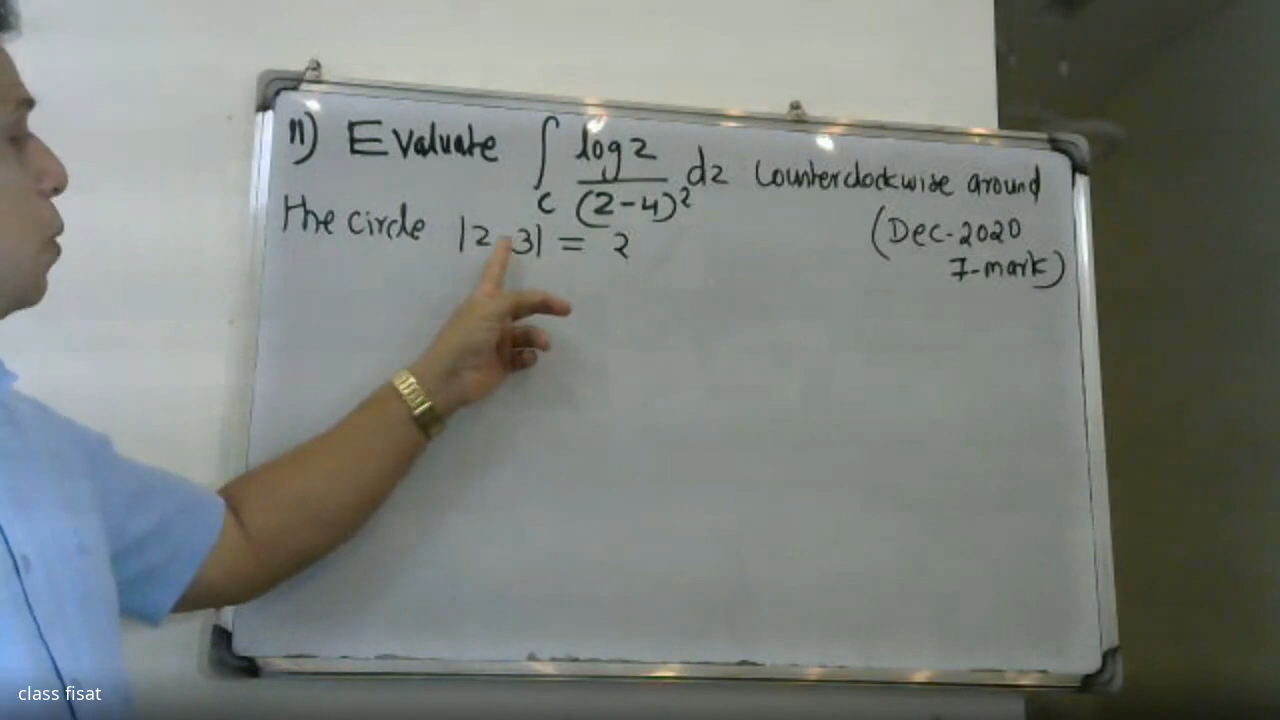 11) Evaluate ∫_C log z / (z-4)² dz Counterclockwise around
the circle |z-3| = 2
(Dec-2020
7-mark)
class fisat